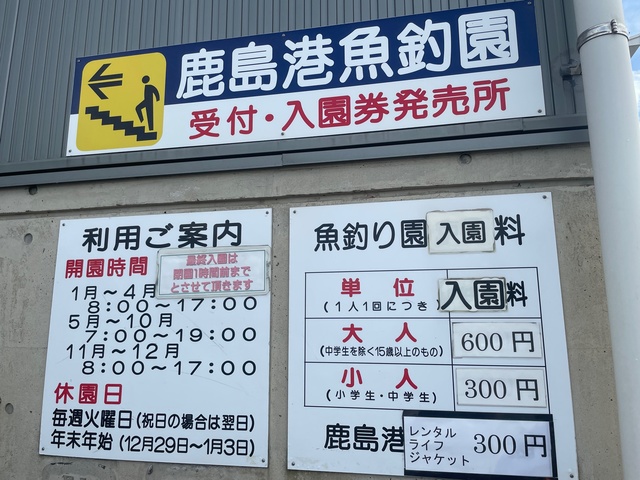 鹿島港魚釣園
受付・入園券発売所
利用ご案内
開園時間
最終入園は
閉園1時間前まで
とさせて頂きます
1月～4月
8：00～17：00
5月～10月
7：00～19：00
11月～12月
8：00～17：00
休園日
毎週火曜日(祝日の場合は翌日)
年末年始(12月29日～1月3日)
魚釣り園入園料
単位
(1人1回につき)
入園料
大人
(中学生を除く15歳以上のもの)
600円
小人
(小学生・中学生)
300円
鹿島港
レンタル
ライフ
ジャケット
300円